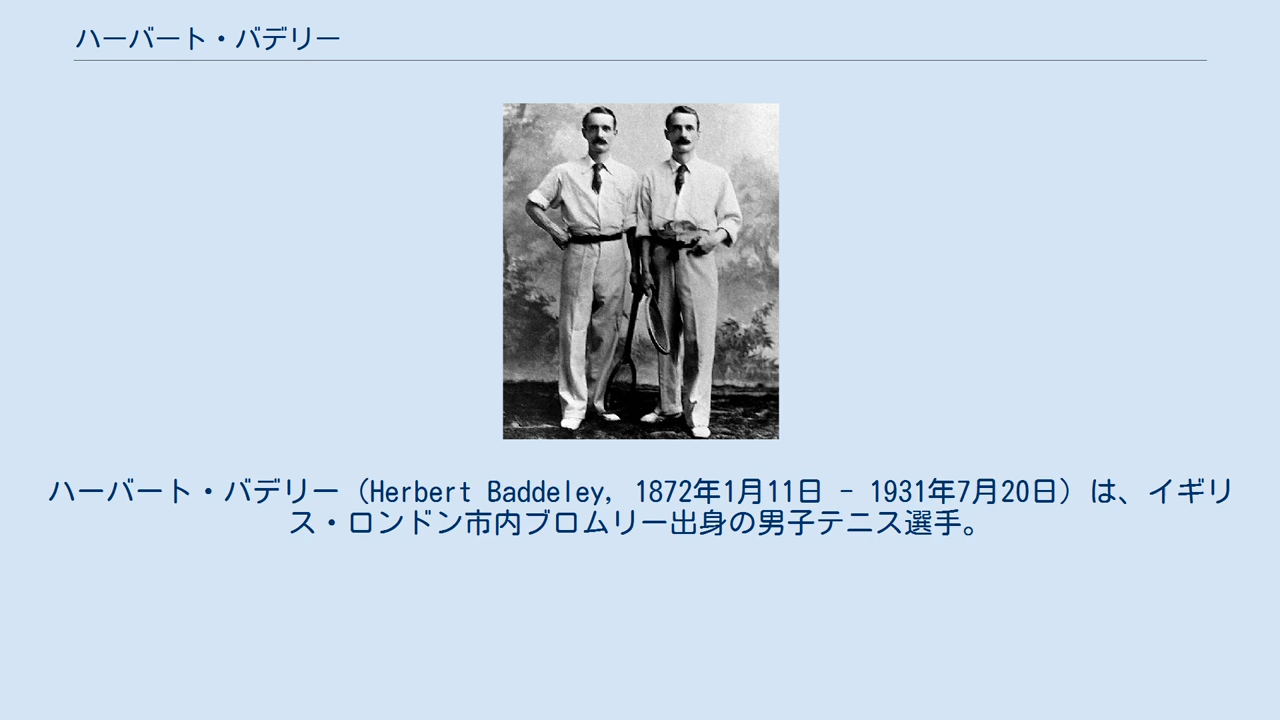 ハーバート・バデリー
ハーバート・バデリー（Herbert Baddeley, 1872年1月11日 - 1931年7月20日）は、イギリ
ス・ロンドン市内ブロムリー出身の男子テニス選手。